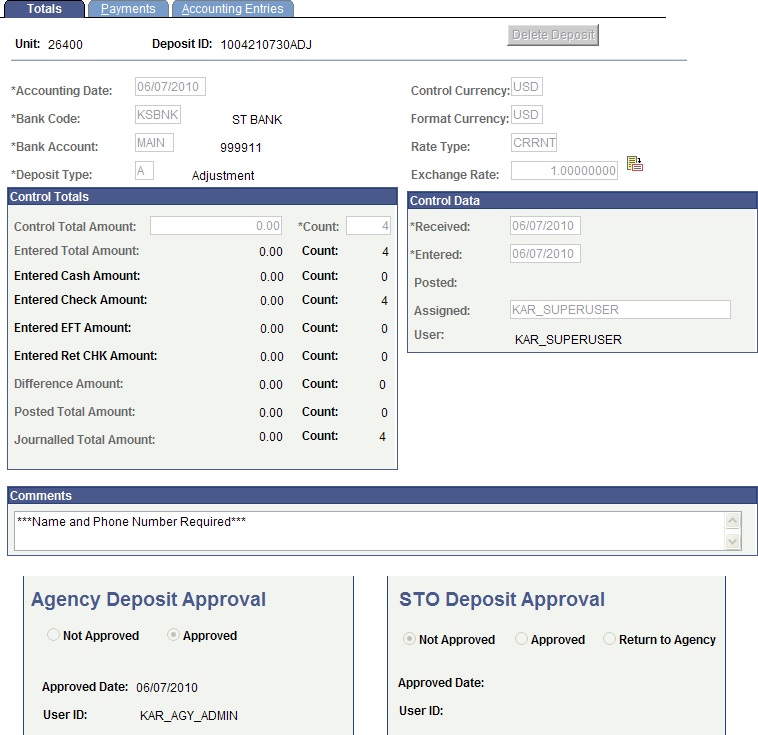 Totals Payments Accounting Entries
Unit: 26400 Deposit ID: 1004210730ADJ Delete Deposit
*Accounting Date: 06/07/2010 Control Currency: USD
*Bank Code: KSBNK ST BANK Format Currency: USD
*Bank Account: MAIN 999911 Rate Type: CRRNT
*Deposit Type: A Adjustment Exchange Rate: 1.00000000
Control Totals
Control Total Amount: 0.00 *Count: 4
Entered Total Amount: 0.00 Count: 4
Entered Cash Amount: 0.00 Count: 0
Entered Check Amount: 0.00 Count: 4
Entered EFT Amount: 0.00 Count: 0
Entered Ret CHK Amount: 0.00 Count: 0
Difference Amount: 0.00 Count: 0
Posted Total Amount: 0.00 Count: 0
Journalled Total Amount: 0.00 Count: 4
Control Data
*Received: 06/07/2010
*Entered: 06/07/2010
Posted:
Assigned: KAR_SUPERUSER
User: KAR_SUPERUSER
Comments
***Name and Phone Number Required***
Agency Deposit Approval
Not Approved Approved
Approved Date: 06/07/2010
User ID: KAR_AGY_ADMIN
STO Deposit Approval
Not Approved Approved Return to Agency
Approved Date:
User ID: